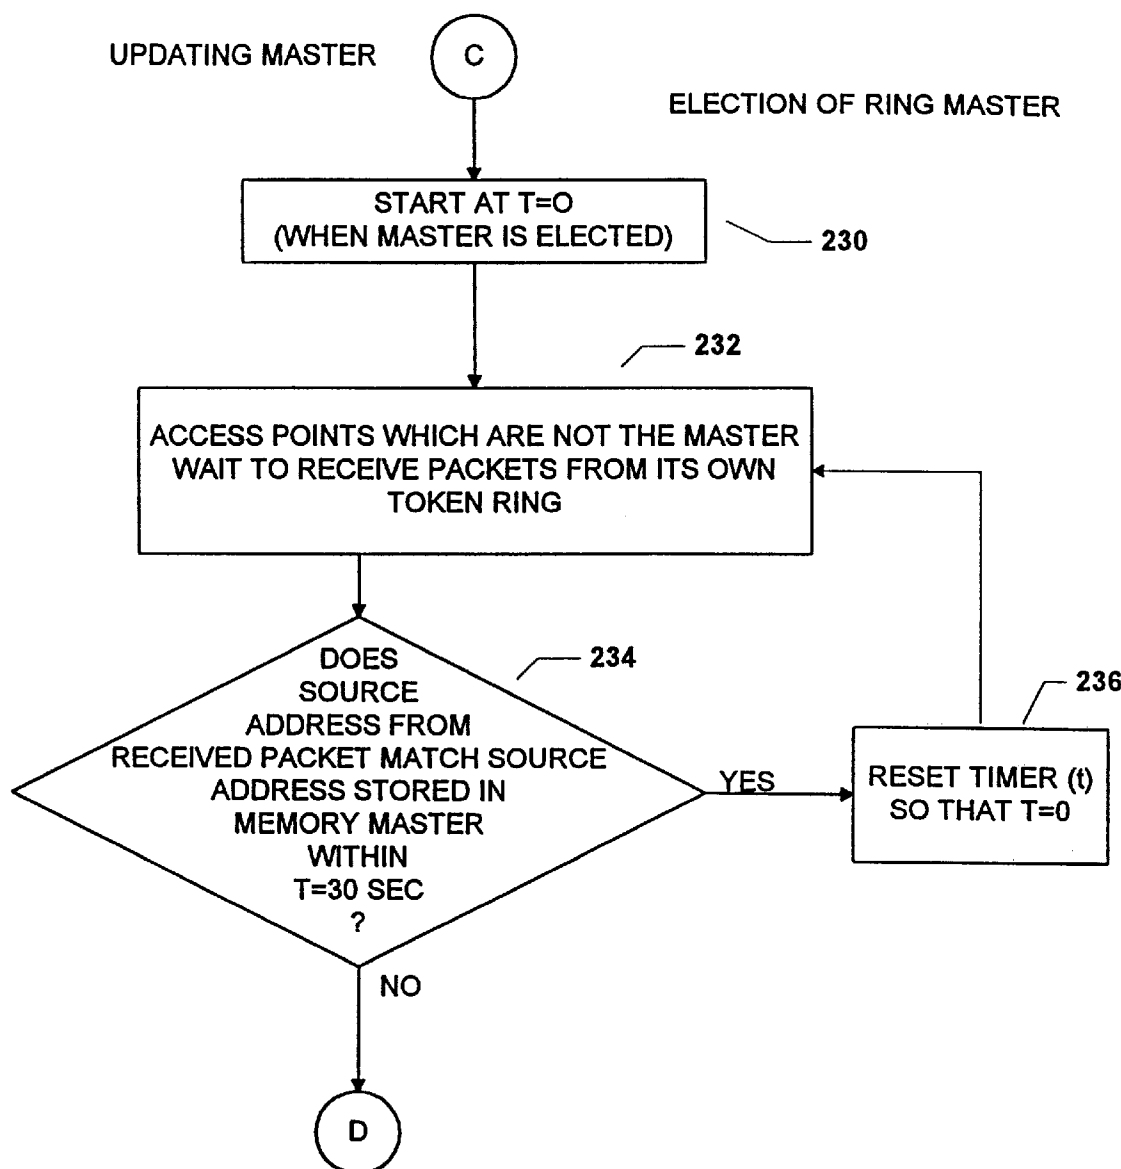 UPDATING MASTER
C
ELECTION OF RING MASTER
START AT T=O
(WHEN MASTER IS ELECTED)
230
232
ACCESS POINTS WHICH ARE NOT THE MASTER
WAIT TO RECEIVE PACKETS FROM ITS OWN
TOKEN RING
234
DOES
SOURCE
ADDRESS FROM
RECEIVED PACKET MATCH SOURCE
ADDRESS STORED IN
MEMORY MASTER
WITHIN
T=30 SEC
?
YES
236
RESET TIMER (t)
SO THAT T=0
NO
D